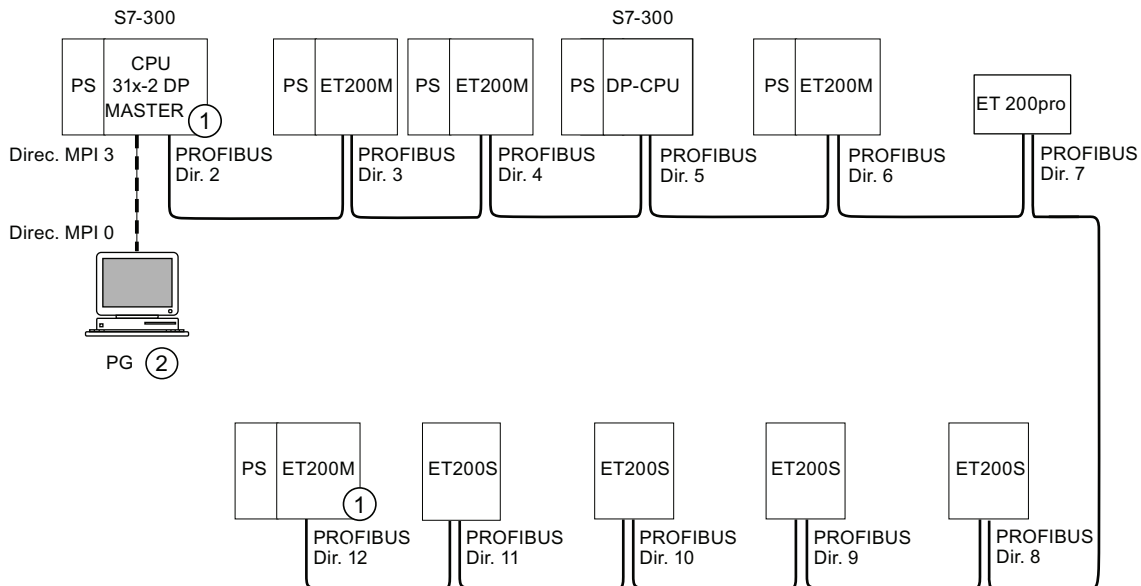 S7-300
S7-300
PS
CPU
31x-2 DP
MASTER
1
PS
ET200M
PS
ET200M
PS
DP-CPU
PS
ET200M
ET 200pro
Direc. MPI 3
PROFIBUS
Dir. 2
PROFIBUS
Dir. 3
PROFIBUS
Dir. 4
PROFIBUS
Dir. 5
PROFIBUS
Dir. 6
PROFIBUS
Dir. 7
Direc. MPI 0
PG
2
PS
ET200M
1
ET200S
ET200S
ET200S
ET200S
PROFIBUS
Dir. 12
PROFIBUS
Dir. 11
PROFIBUS
Dir. 10
PROFIBUS
Dir. 9
PROFIBUS
Dir. 8